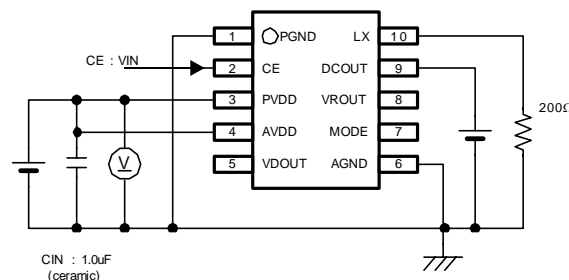 1 PGND LX 10
CE : VIN
2 CE DCOUT 9
3 PVDD VROUT 8
200Ω
4 AVDD MODE 7
V
5 VDOUT AGND 6
CIN : 1.0uF
(ceramic)